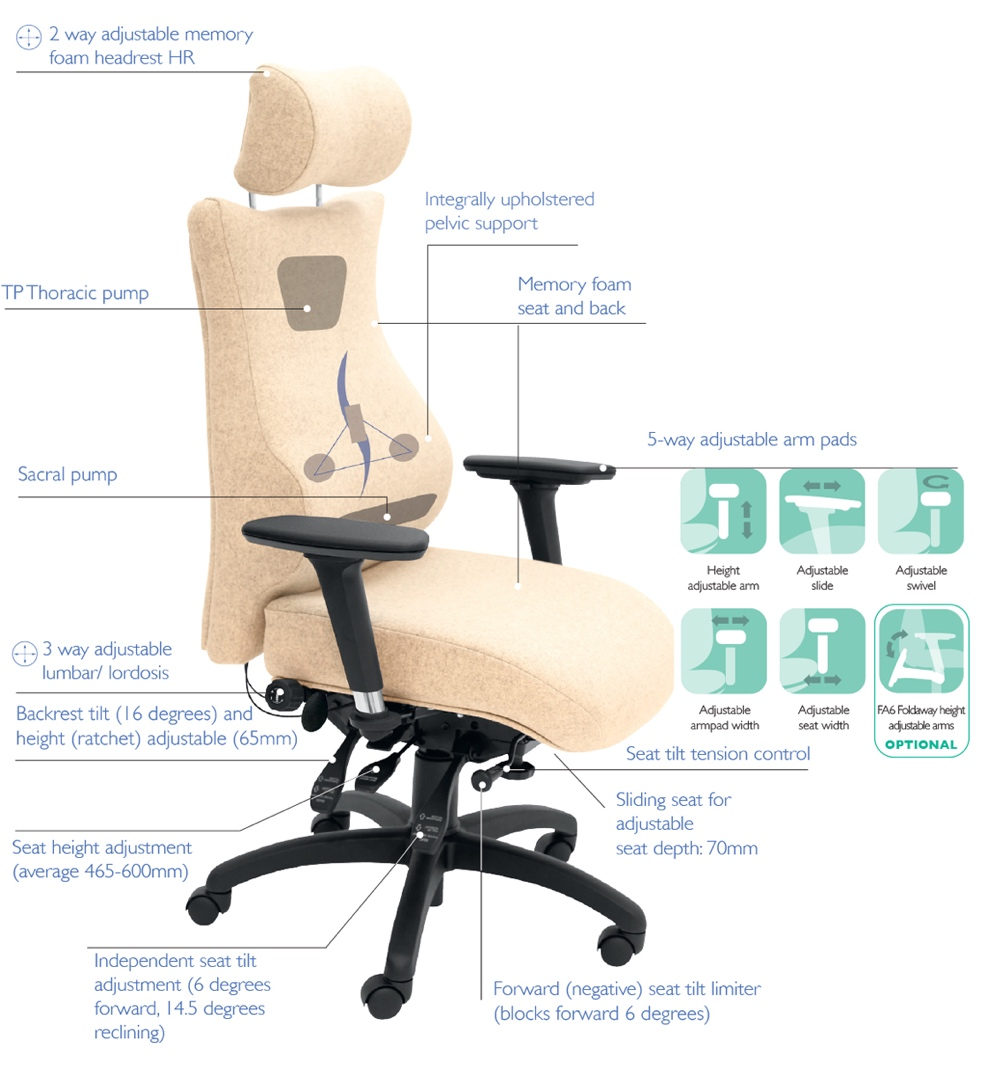 2 way adjustable memory
foam headrest HR
Integrally upholstered
pelvic support
Memory foam
seat and back
TP Thoracic pump
5-way adjustable arm pads
Sacral pump
Height
adjustable arm
Adjustable
slide
Adjustable
swivel
3 way adjustable
lumbar/ lordosis
Backrest tilt (16 degrees) and
height (ratchet) adjustable (65mm)
Adjustable
ampad width
Adjustable
seat width
FA6 Foldaway height
adjustable arms
OPTIONAL
Seat tilt tension control
Sliding seat for
adjustable
seat depth: 70mm
Seat height adjustment
(average 465-600mm)
Independent seat tilt
adjustment (6 degrees
forward, 14.5 degrees
reclining)
Forward (negative) seat tilt limiter
(blocks forward 6 degrees)